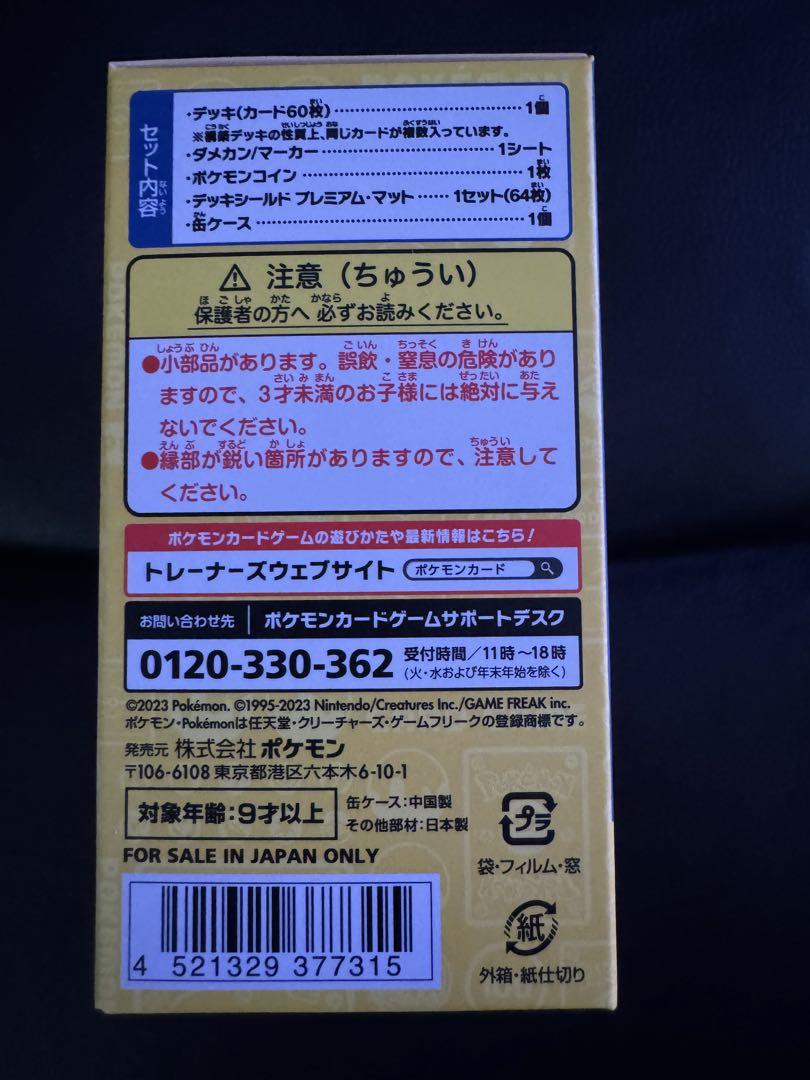 セット内容
・デッキ(カード60枚)……………………………1個
※構築デッキの性質上、同じカードが複数入っています。
・ダメカン/マーカー……………………………1シート
・ポケモンコイン………………………………1枚
・デッキシールド プレミアム・マット……1セット(64枚)
・缶ケース………………………………………1個
⚠ 注意（ちゅうい）
保護者の方へ 必ずお読みください。
●小部品があります。誤飲・窒息の危険があり
ますので、3才未満のお子様には絶対に与え
ないでください。
●縁部が鋭い箇所がありますので、注意して
ください。
ポケモンカードゲームの遊びかたや最新情報はこちら！
トレーナーズウェブサイト ポケモンカード
お問い合わせ先 ポケモンカードゲームサポートデスク
0120-330-362 受付時間／11時～18時
(火・水および年末年始を除く)
©2023 Pokémon. ©1995-2023 Nintendo/Creatures Inc./GAME FREAK inc.
ポケモン・Pokémonは任天堂・クリーチャーズ・ゲームフリークの登録商標です。
発売元 株式会社 ポケモン
〒106-6108 東京都港区六本木6-10-1
対象年齢：9才以上
缶ケース：中国製
その他部材：日本製
FOR SALE IN JAPAN ONLY
プラ
袋・フィルム・窓
紙
外箱・紙仕切り
4 521329 377315